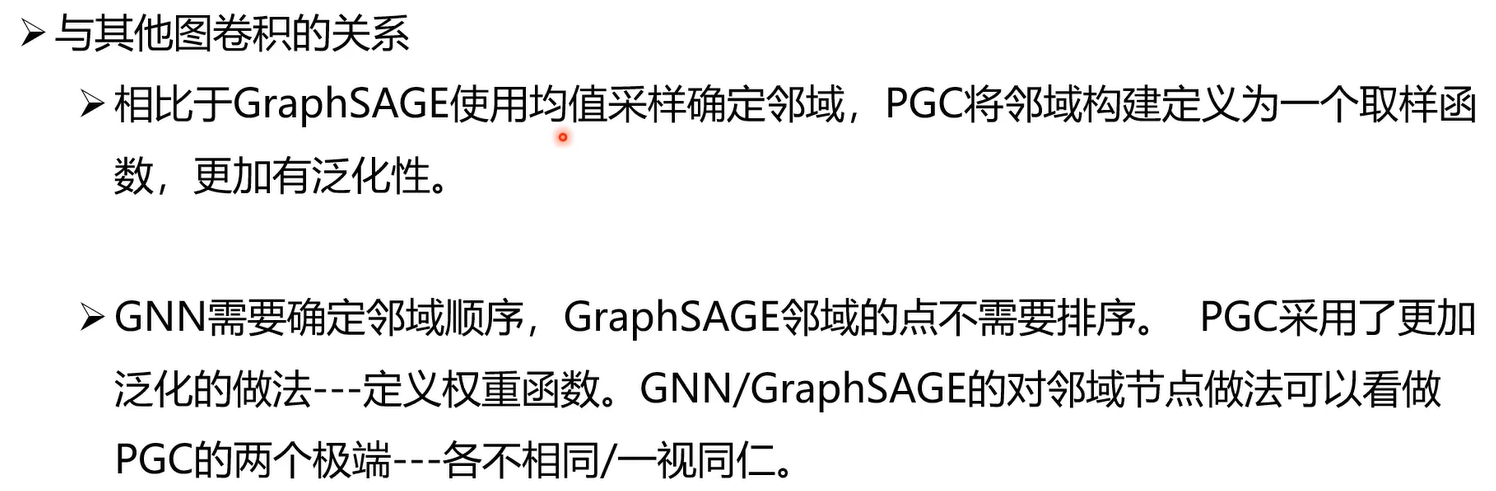 与其他图卷积的关系
相比于GraphSAGE使用均值采样确定邻域，PGC将邻域构建定义为一个取样函
数，更加有泛化性。
GNN需要确定邻域顺序，GraphSAGE邻域的点不需要排序。 PGC采用了更加
泛化的做法---定义权重函数。GNN/GraphSAGE的对邻域节点做法可以看做
PGC的两个极端---各不相同/一视同仁。